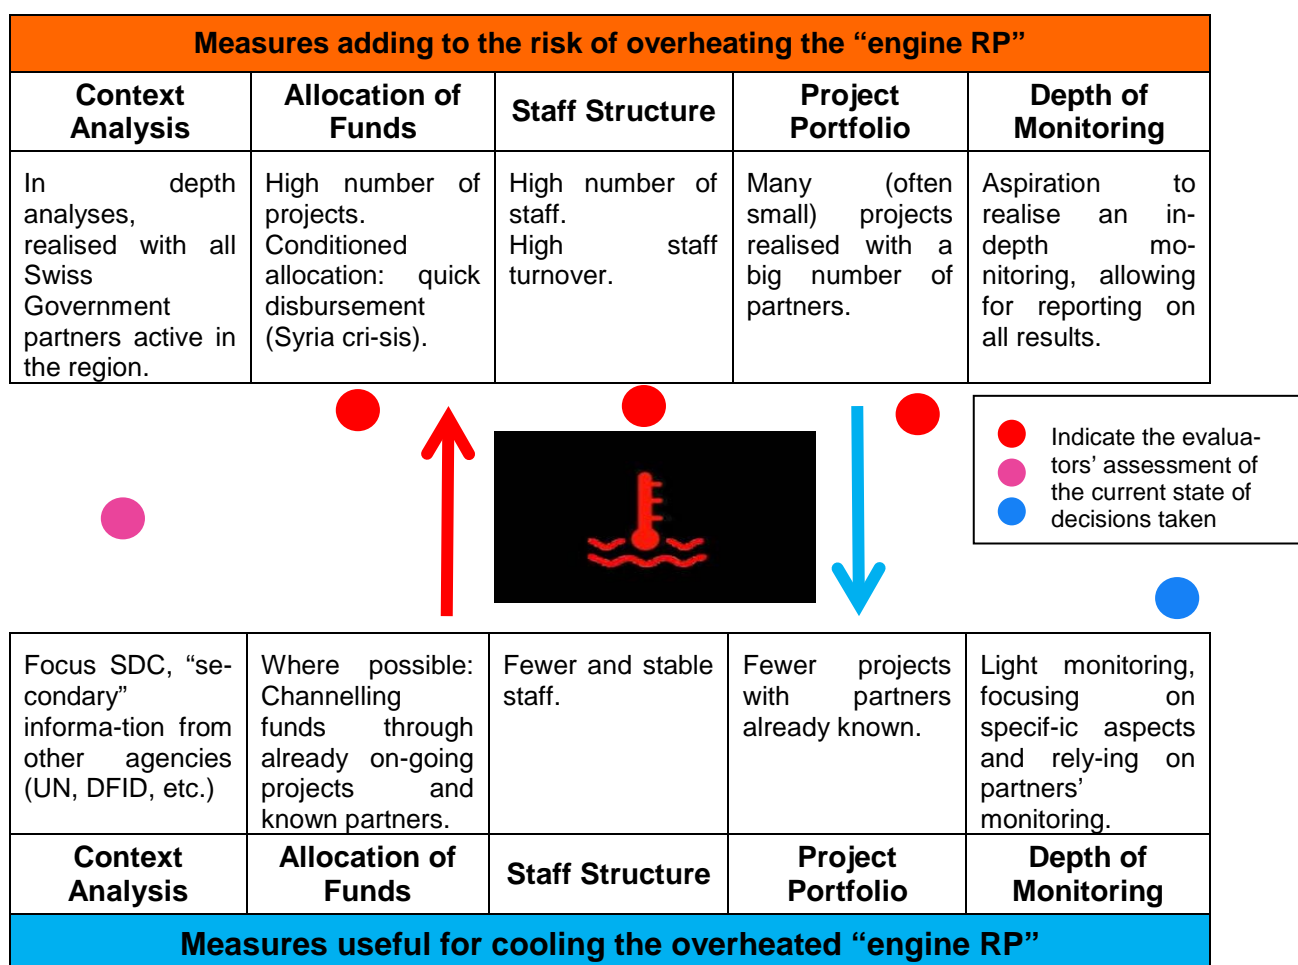 Measures adding to the risk of overheating the “engine RP”
Context
Analysis
Allocation of
Funds
Staff Structure
Project
Portfolio
Depth of
Monitoring
In depth
analyses,
realised with all
Swiss
Government
partners active in
the region.
High number of
projects.
Conditioned
allocation: quick
disbursement
(Syria cri-sis).
High number of
staff.
High staff
turnover.
Many (often
small) projects
realised with a
big number of
partners.
Aspiration to
realise an in-
depth mo-
nitoring, allowing
for reporting on
all results.
Indicate the evalua-
tors’ assessment of
the current state of
decisions taken
Focus SDC, “se-
condary”
informa-tion from
other agencies
(UN, DFID, etc.)
Where possible:
Channelling
funds through
already on-going
projects and
known partners.
Fewer and stable
staff.
Fewer projects
with partners
already known.
Light monitoring,
focusing on
specif-ic aspects
and rely-ing on
partners’
monitoring.
Context
Analysis
Allocation of
Funds
Staff Structure
Project
Portfolio
Depth of
Monitoring
Measures useful for cooling the overheated “engine RP”